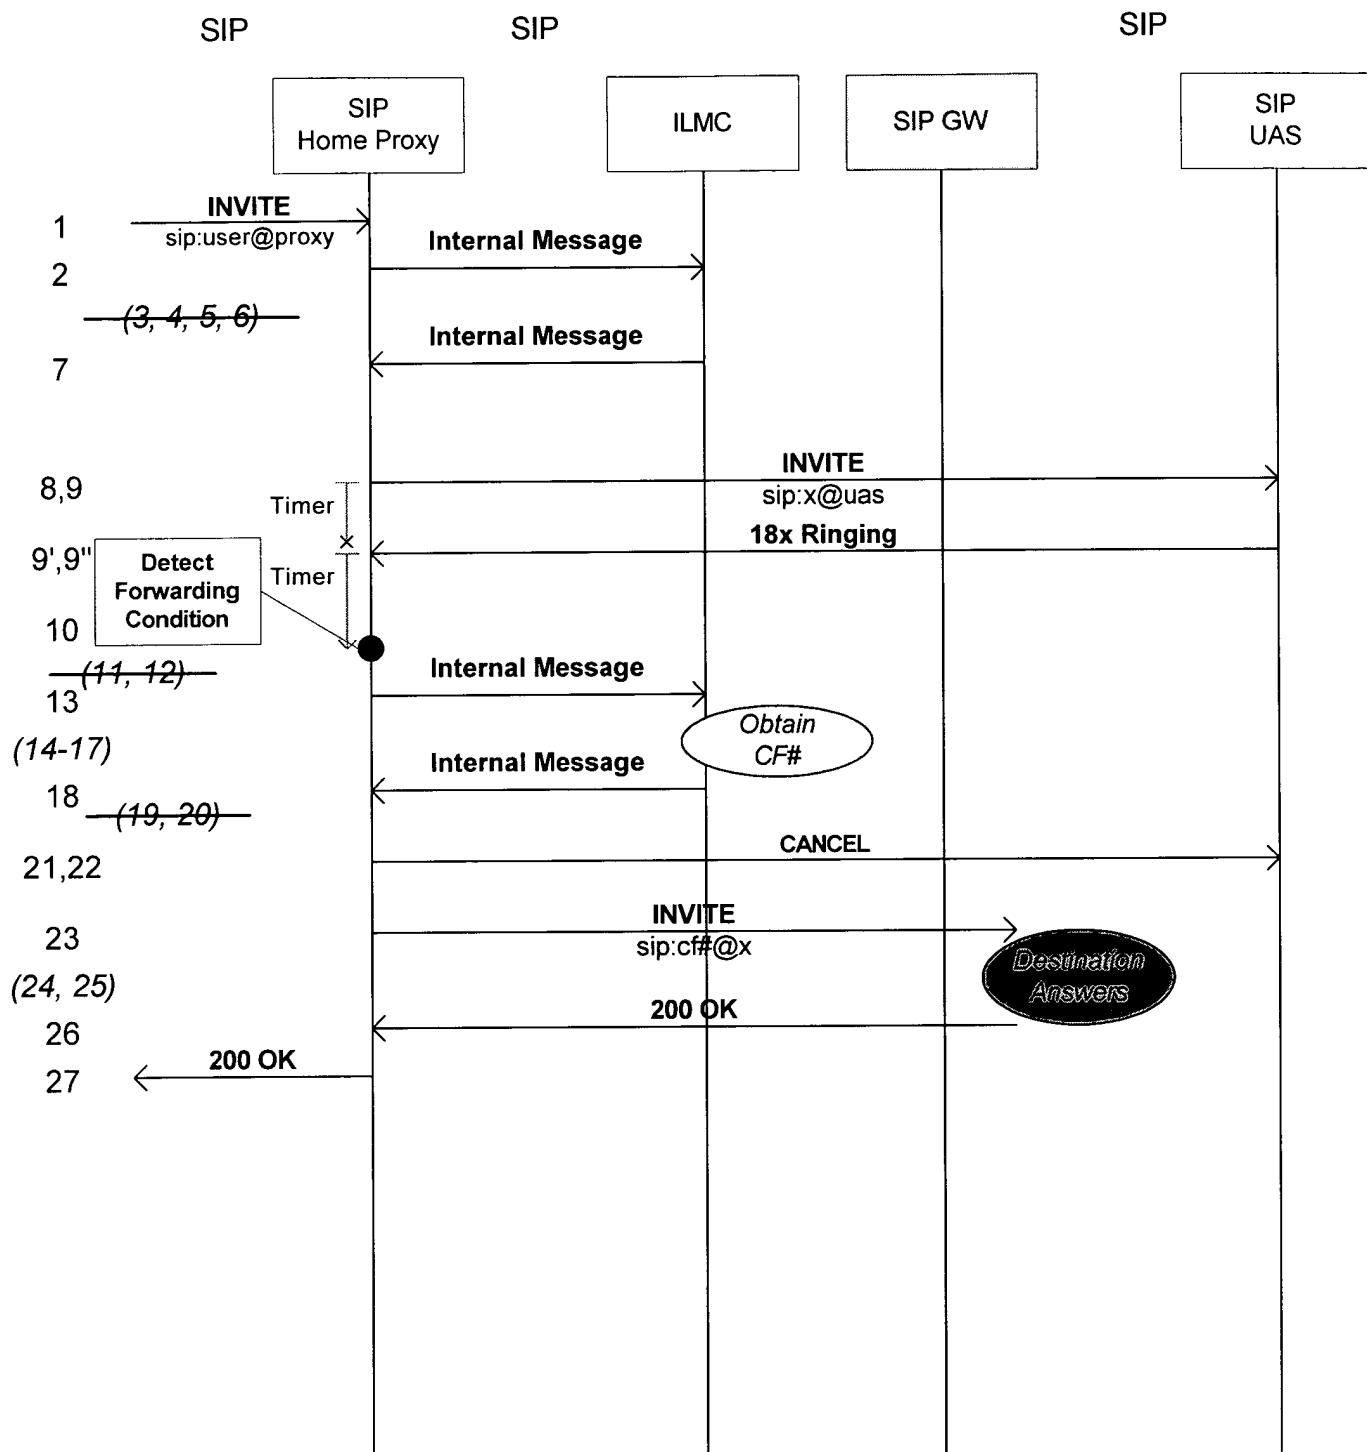 SIP SIP SIP
SIP
Home Proxy
ILMC
SIP GW
SIP
UAS
1
INVITE
sip:user@proxy
Internal Message
2
(3, 4, 5, 6)
Internal Message
7
INVITE
8,9
sip:x@uas
Timer
18x Ringing
9',9"
Detect
Forwarding
Condition
Timer
10
(11, 12)
Internal Message
13
Obtain
CF#
(14-17)
Internal Message
18
(19, 20)
CANCEL
21,22
INVITE
23
sip:cf#@x
Destination
Answers
(24, 25)
200 OK
26
200 OK
27